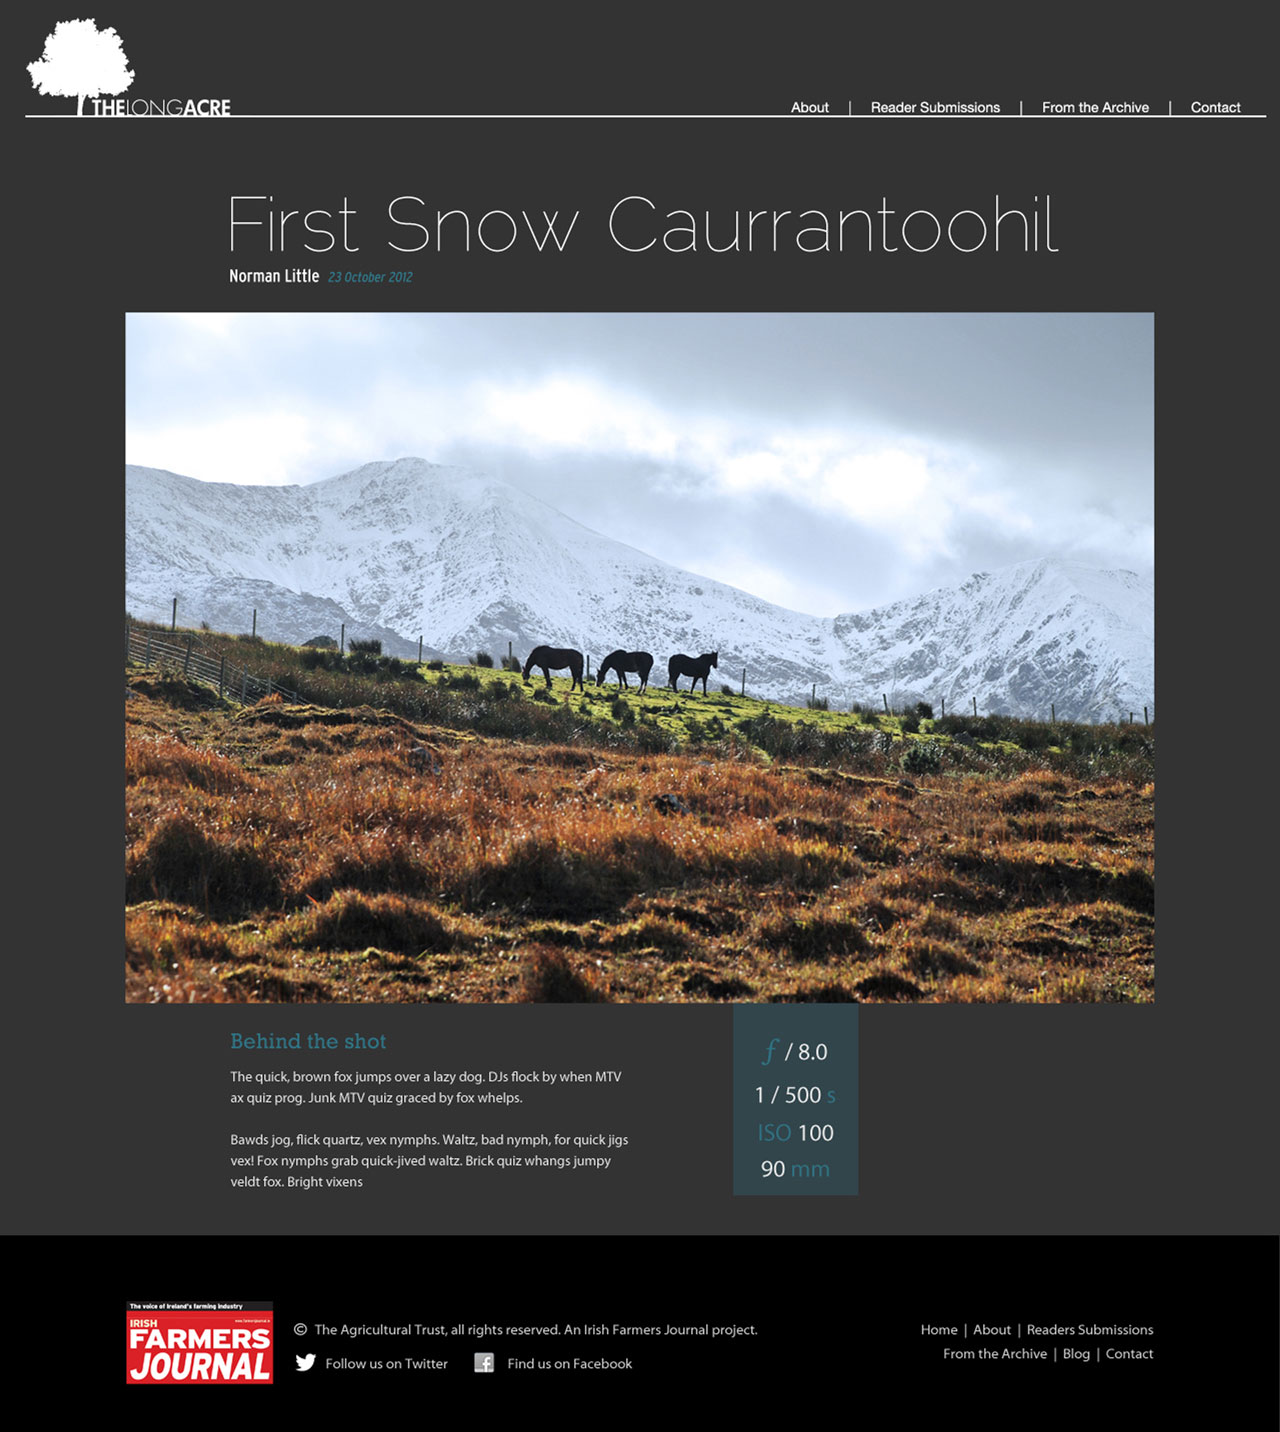 THELONGACRE
About | Reader Submissions | From the Archive | Contact
First Snow Caurrantoohil
Norman Little 23 October 2012
Behind the shot
The quick, brown fox jumps over a lazy dog. DJs flock by when MTV
ax quiz prog. Junk MTV quiz graced by fox whelps.
Bawds jog, flick quartz, vex nymphs. Waltz, bad nymph, for quick jigs
vex! Fox nymphs grab quick-jived waltz. Brick quiz whangs jumpy
veldt fox. Bright vixens
ƒ / 8.0
1 / 500 s
ISO 100
90 mm
The voice of Ireland's farming industry
IRISH
FARMERS
JOURNAL
© The Agricultural Trust, all rights reserved. An Irish Farmers Journal project.
Follow us on Twitter
Find us on Facebook
Home | About | Readers Submissions
From the Archive | Blog | Contact